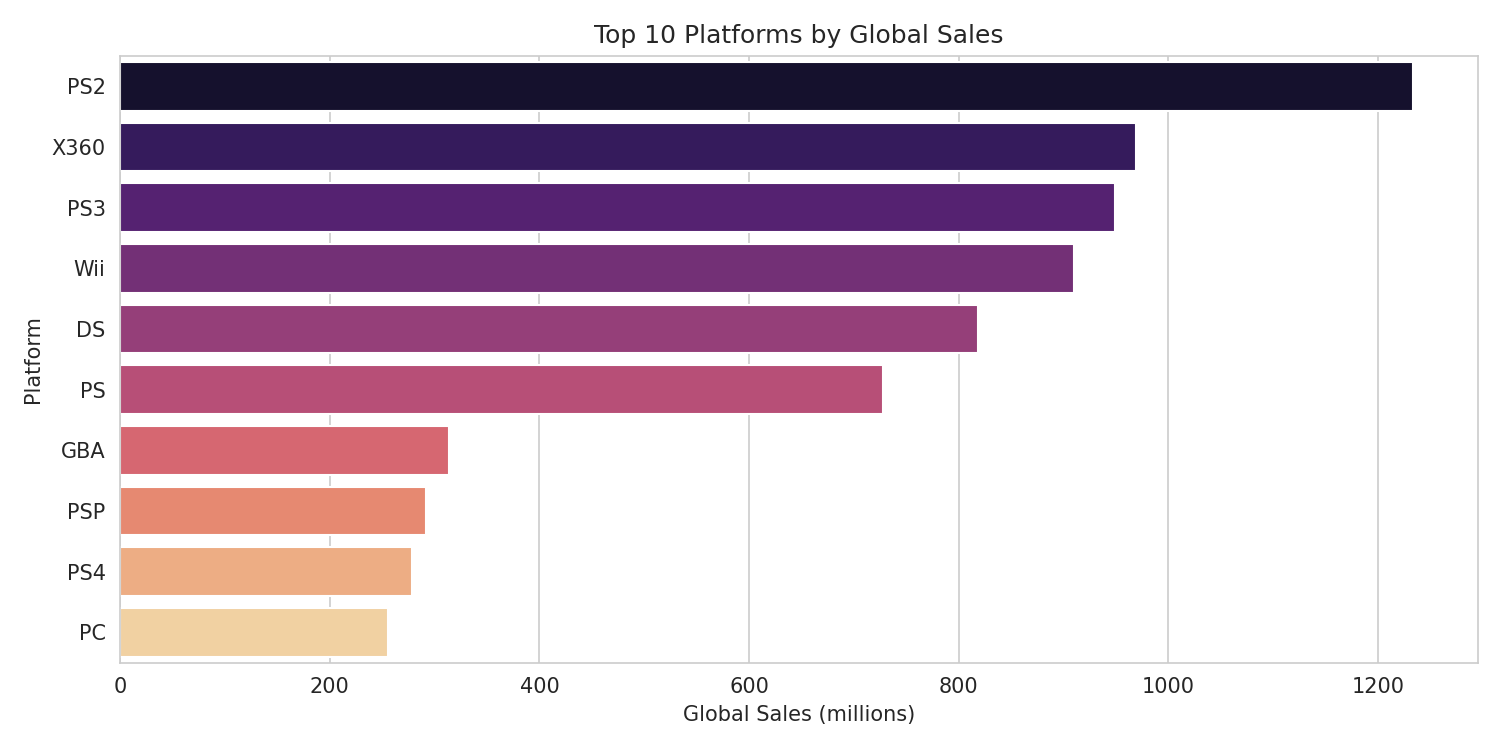 Top 10 Platforms by Global Sales
Platform
PS2
X360
PS3
Wii
DS
PS
GBA
PSP
PS4
PC
0 200 400 600 800 1000 1200
Global Sales (millions)